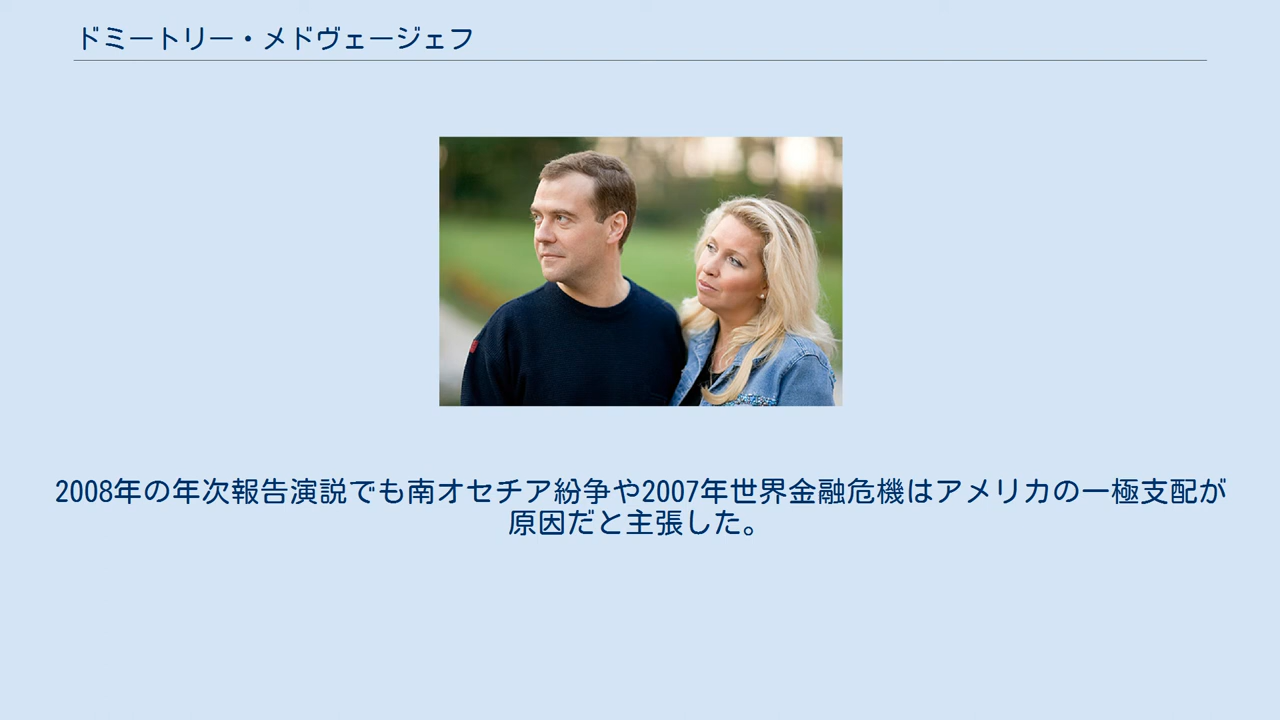 ドミートリー・メドヴェージェフ
2008年の年次報告演説でも南オセチア紛争や2007年世界金融危機はアメリカの一極支配が
原因だと主張した。